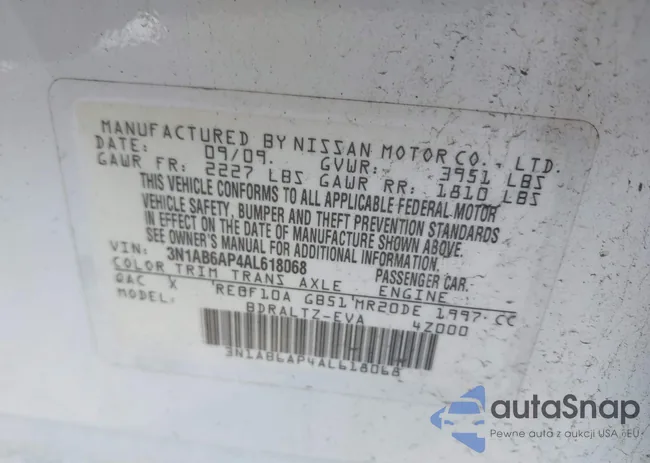 MANUFACTURED BY NISSAN MOTOR CO., LTD.
DATE: 09/09. GVWR: 3951 LBS
GAWR FR: 2227 LBS GAWR RR: 1810 LBS
THIS VEHICLE CONFORMS TO ALL APPLICABLE FEDERAL MOTOR
VEHICLE SAFETY, BUMPER AND THEFT PREVENTION STANDARDS
IN EFFECT ON THE DATE OF MANUFACTURE SHOWN ABOVE.
SEE OWNER'S MANUAL FOR ADDITIONAL INFORMATION.
VIN: 3N1AB6AP4AL618068 PASSENGER CAR.
COLOR TRIM TRANS AXLE ENGINE
QAC X RE8F10A GB51 MR20DE 1997 CC
MODEL: BDRALTZ-EVA 4Z000
3N1AB6AP4AL618068
autaSnap
Pewne auta z aukcji USA i EU